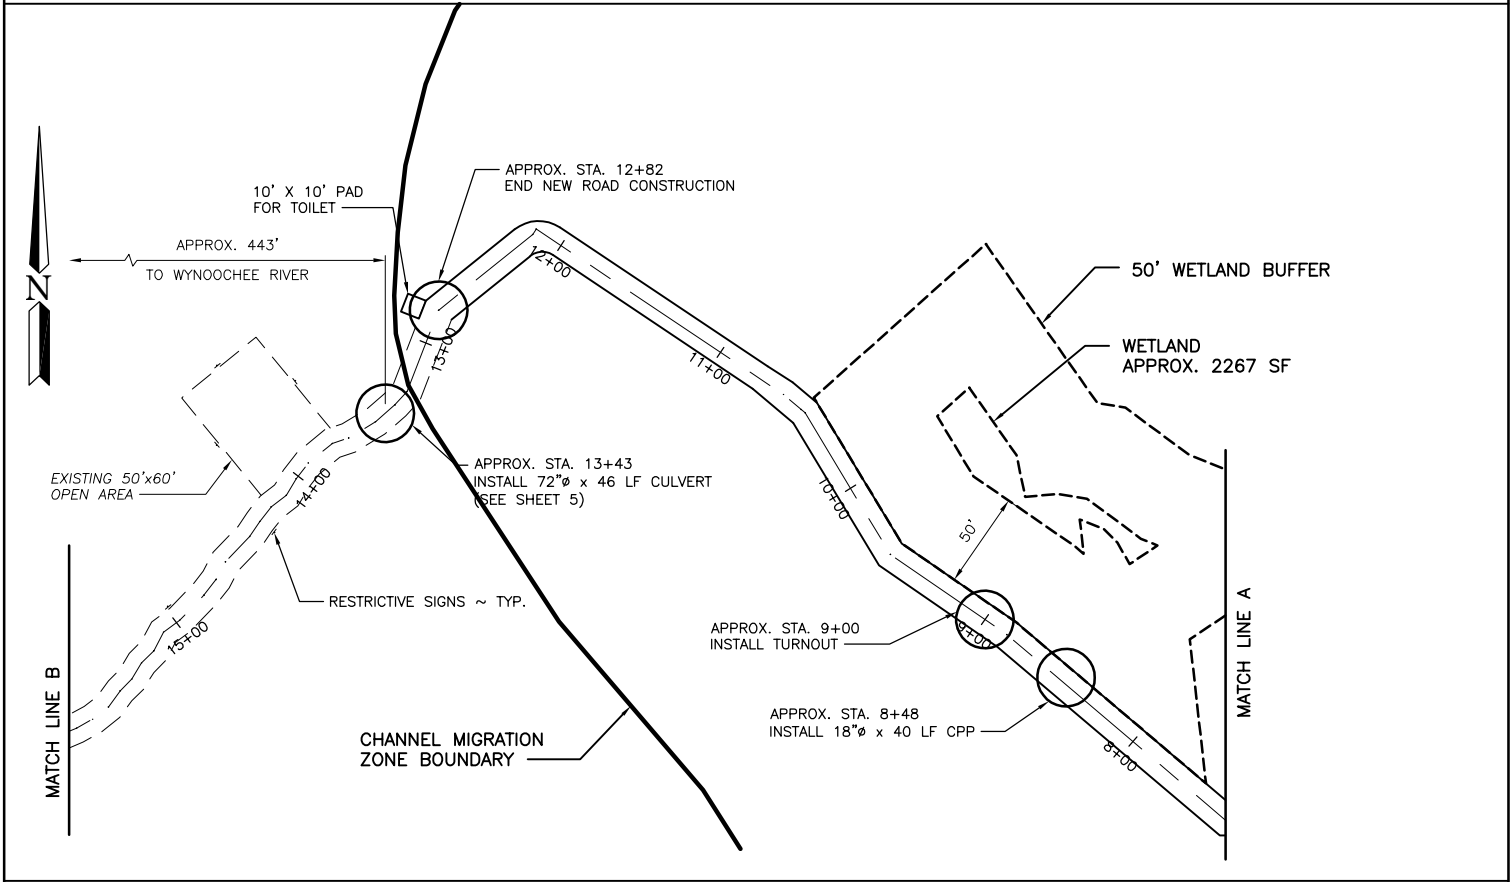 APPROX. STA. 12+82
END NEW ROAD CONSTRUCTION
10' X 10' PAD
FOR TOILET
APPROX. 443'
TO WYNOOCHEE RIVER
N
12+00
50' WETLAND BUFFER
13+00
11+00
WETLAND
APPROX. 2267 SF
EXISTING 50'x60'
OPEN AREA
14+00
APPROX. STA. 13+43
INSTALL 72"ø x 46 LF CULVERT
(SEE SHEET 5)
10+00
50'
RESTRICTIVE SIGNS ~ TYP.
15+00
APPROX. STA. 9+00
INSTALL TURNOUT
9+00
MATCH LINE A
MATCH LINE B
APPROX. STA. 8+48
INSTALL 18"ø x 40 LF CPP
8+00
CHANNEL MIGRATION
ZONE BOUNDARY